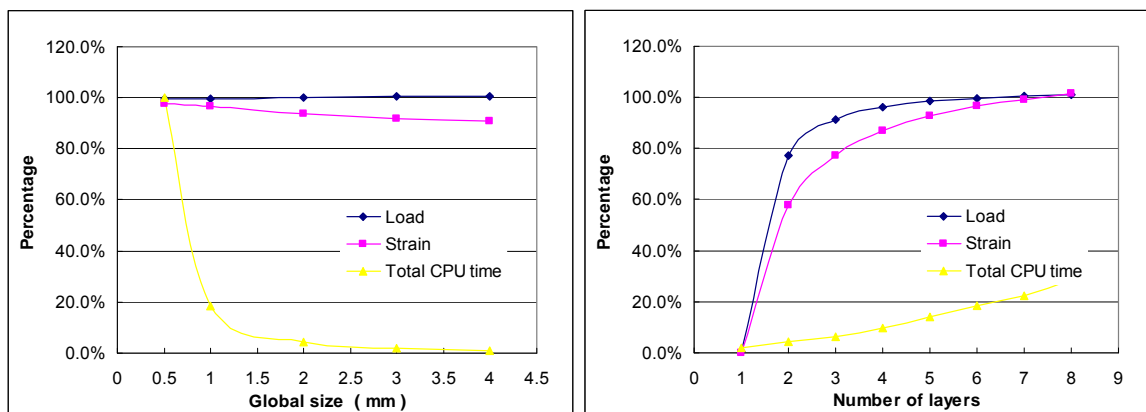 120.0%
100.0%
80.0%
60.0%
40.0%
20.0%
0.0%
Percentage
Load
Strain
Total CPU time
0 0.5 1 1.5 2 2.5 3 3.5 4 4.5
Global size ( mm )
120.0%
100.0%
80.0%
60.0%
40.0%
20.0%
0.0%
Percentage
Load
Strain
Total CPU time
0 1 2 3 4 5 6 7 8 9
Number of layers